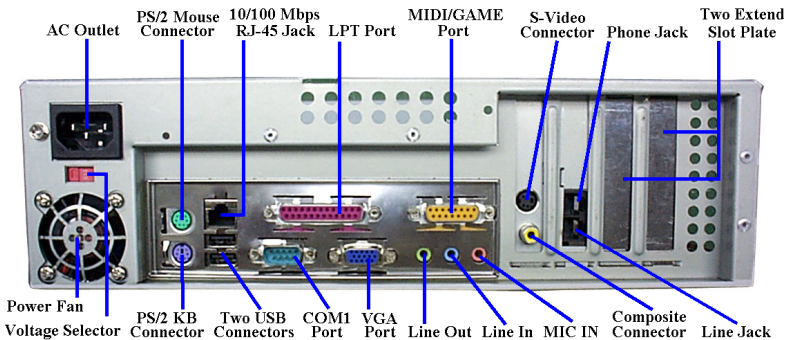 AC Outlet
PS/2 Mouse
Connector
10/100 Mbps
RJ-45 Jack
LPT Port
MIDI/GAME
Port
S-Video
Connector
Phone Jack
Two Extend
Slot Plate
Power Fan
Voltage Selector
PS/2 KB
Connector
Two USB
Connectors
COM1
Port
VGA
Port
Line Out
Line In
MIC IN
Composite
Connector
Line Jack